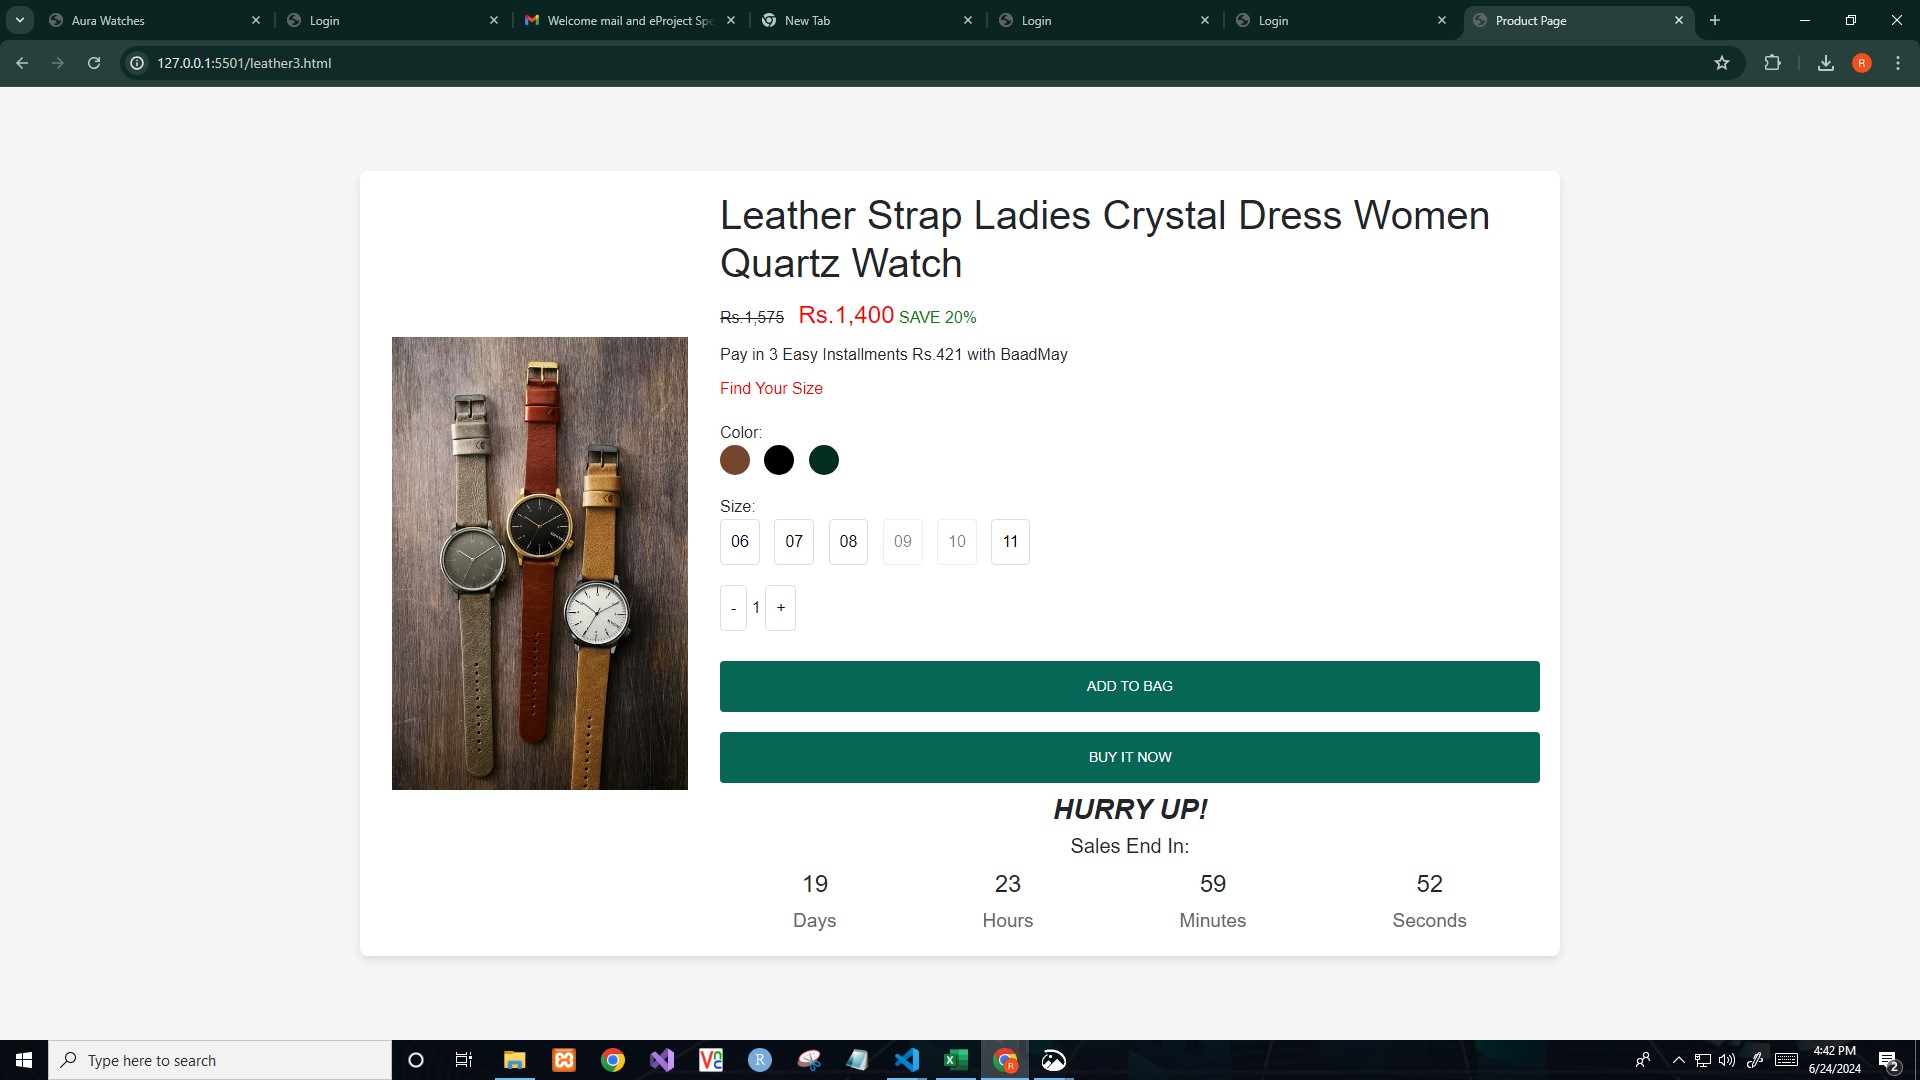 Aura Watches
Login
Welcome mail and eProject Spe
New Tab
Login
Login
Product Page
127.0.0.1:5501/leather3.html
R
Leather Strap Ladies Crystal Dress Women
Quartz Watch
Rs.1,575 Rs.1,400 SAVE 20%
Pay in 3 Easy Installments Rs.421 with BaadMay
Find Your Size
Color:
Size:
06 07 08 09 10 11
- 1 +
ADD TO BAG
BUY IT NOW
HURRY UP!
Sales End In:
19 23 59 52
Days Hours Minutes Seconds
Type here to search
4:42 PM
6/24/2024
2